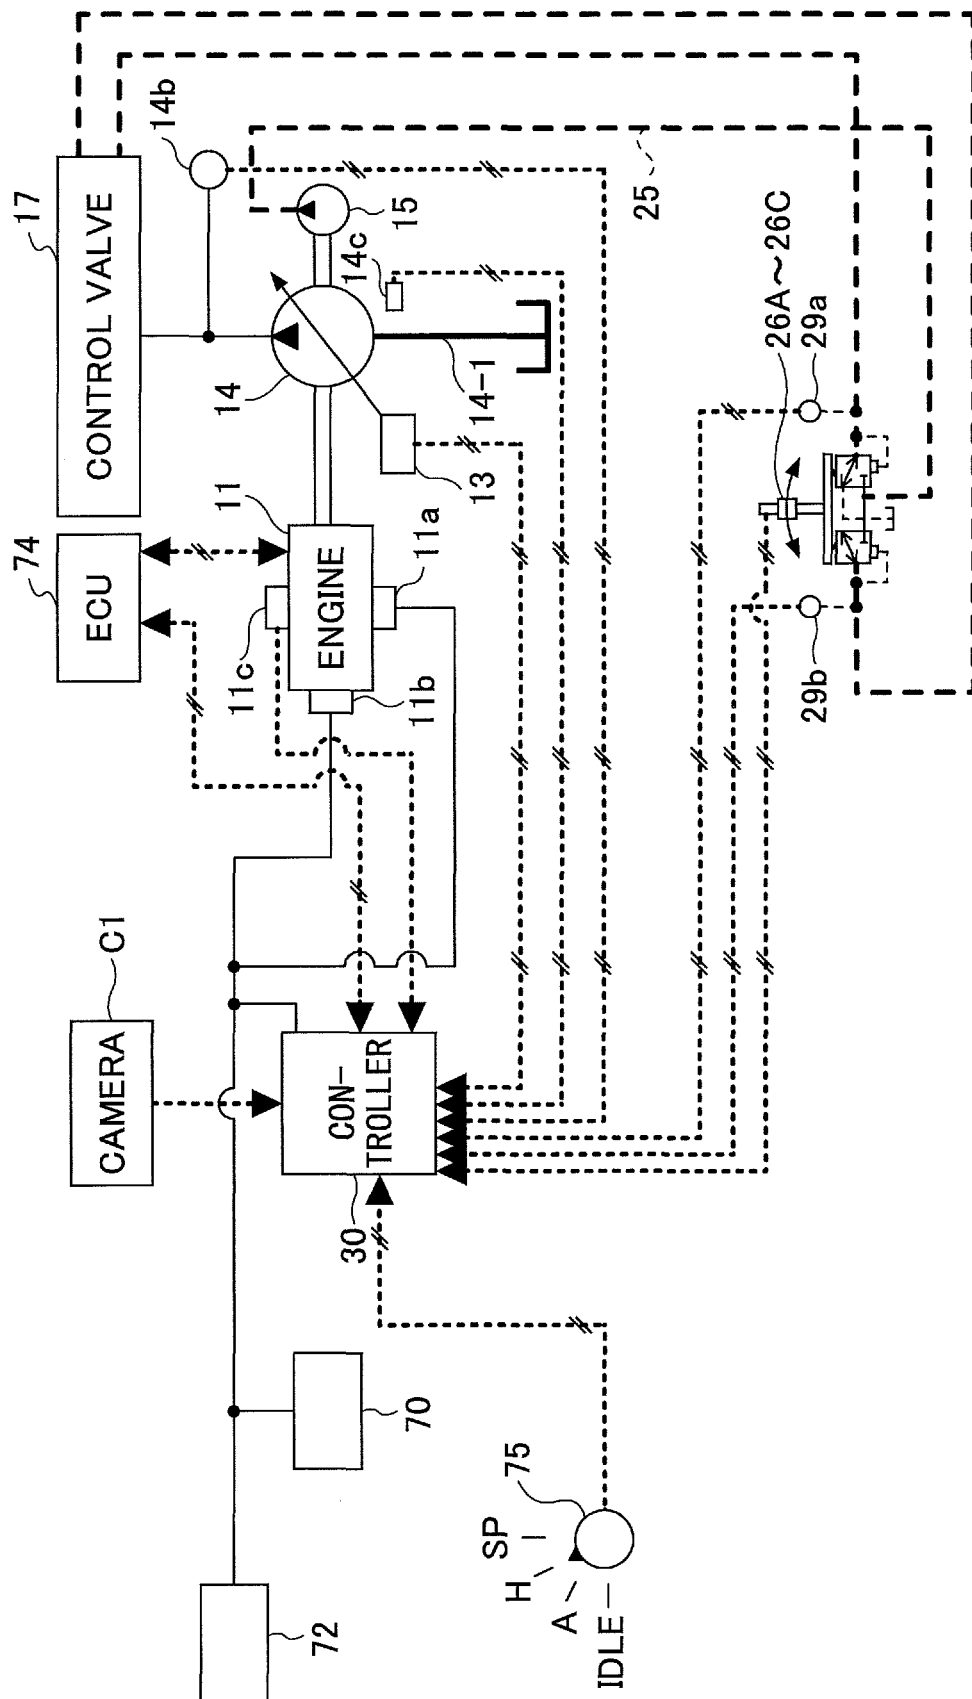 17
CONTROL VALVE
14b
74
ECU
11
ENGINE
11a
11b
11c
14
15
14c
14-1
13
25
26A～26C
29a
29b
C1
CAMERA
CON-
TROLLER
30
70
72
75
SP
H
A
IDLE